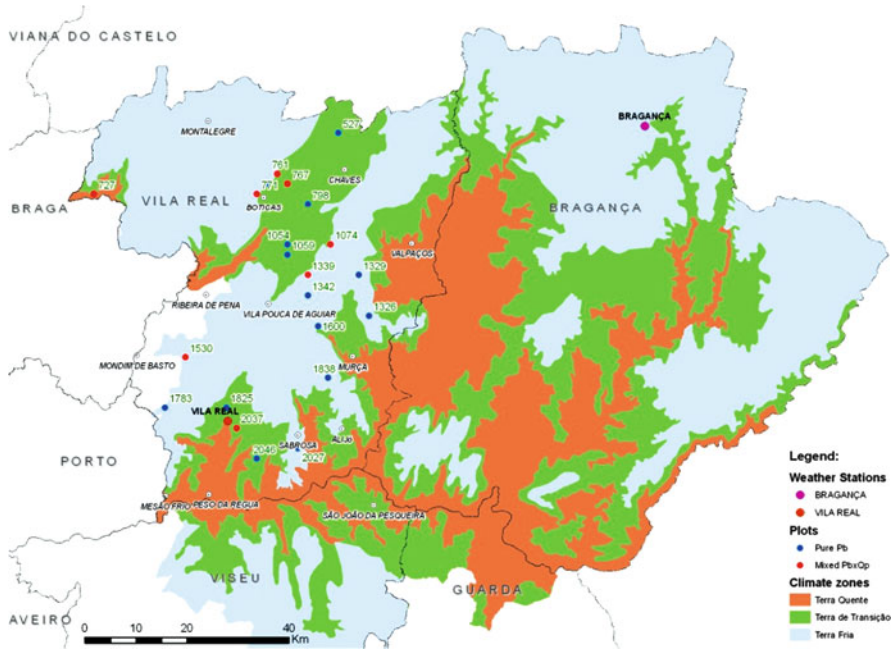 VIANA DO CASTELO
MONTALEGRE
527
BRAGANÇA
761
767
CHAVES
727
771
BOTICAS
798
BRAGA
VILA REAL
BRAGANÇA
1054
1059
1074
VALPAÇOS
1339
1329
1342
RIBEIRA DE PENA
VILA POUCA DE AGUIAR
1326
1600
1530
MONDIM DE BASTO
MURÇA
1838
1783
1825
VILA REAL
2037
SABROSA
ALIJó
2046
2027
PORTO
MESÃO FRIO
PESO DA RÉGUA
SÃO JOÃO DA PESQUEIRA
VISEU
GUARDA
AVEIRO
0
10
20
40
Km
Legend:
Weather Stations
BRAGANÇA
VILA REAL
Plots
Pure Pb
Mixed PbxQp
Climate zones
Terra Quente
Terra de Transição
Terra Fria